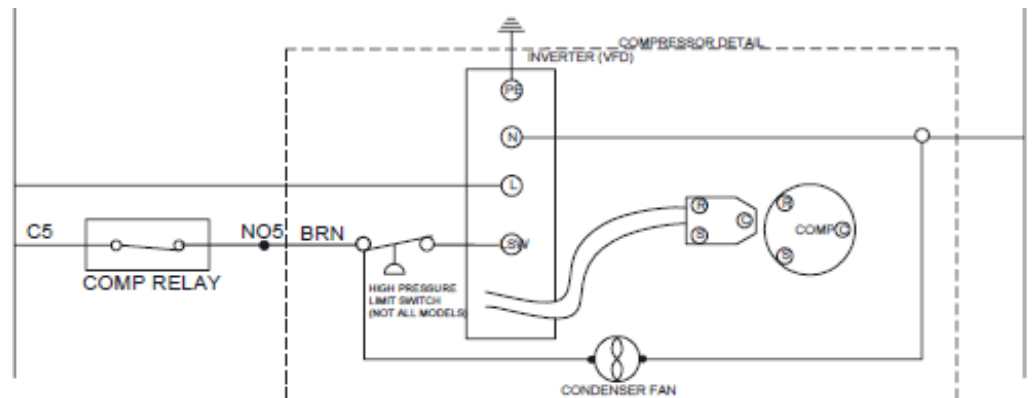 COMPRESSOR DETAIL
INVERTER (VFD)
PE
N
L
C5
NO5
BRN
LSW
COMP RELAY
HIGH PRESSURE
LIMIT SWITCH
(NOT ALL MODELS)
R
C
S
R
COMP
C
S
CONDENSER FAN